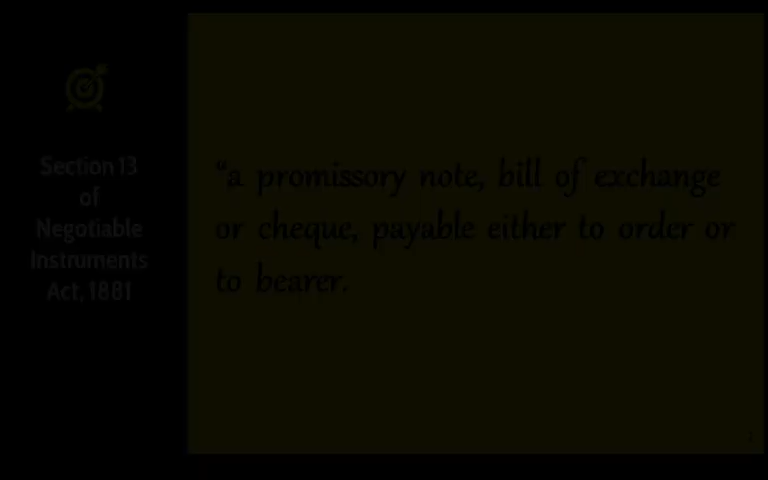 Section 13
of
Negotiable
Instruments
Act, 1881
“a promissory note, bill of exchange
or cheque, payable either to order or
to bearer.